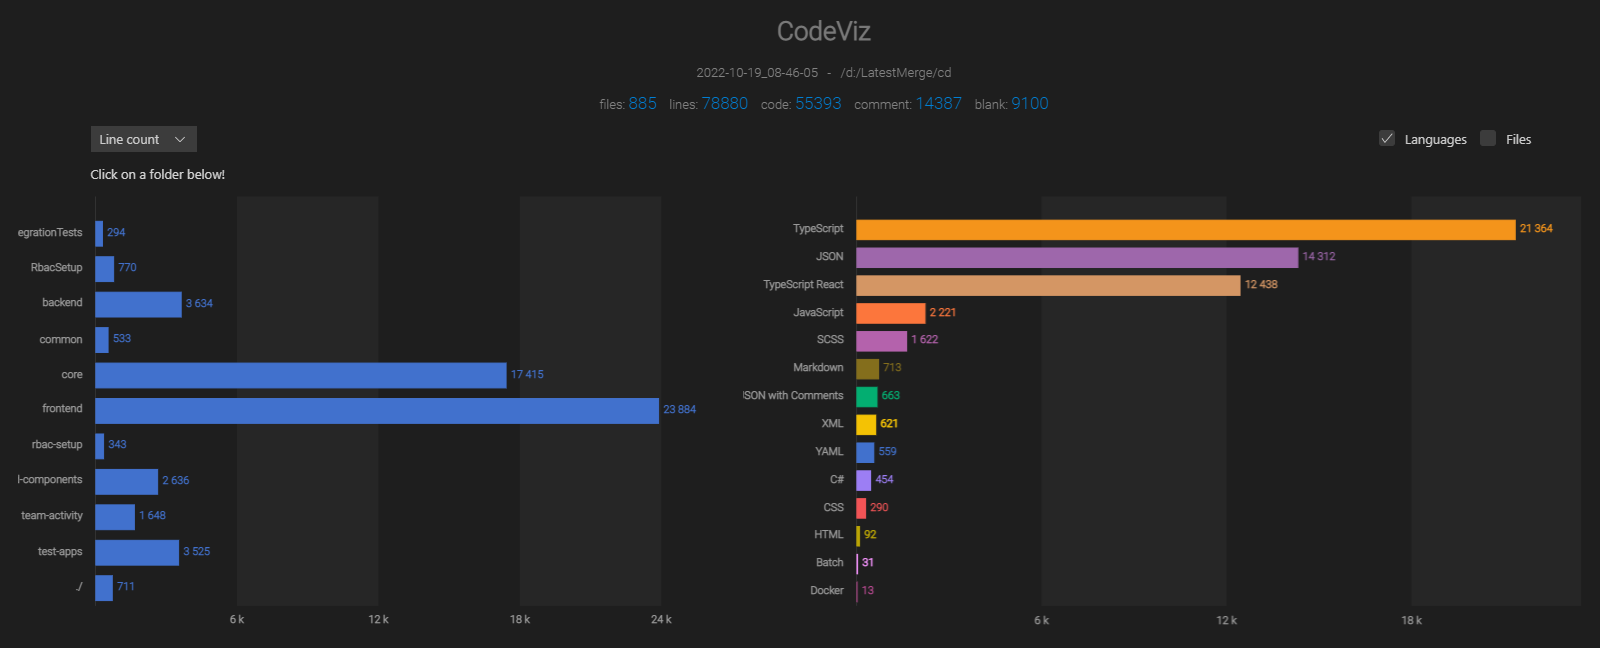 CodeViz
2022-10-19_08-46-05 - /d:/LatestMerge/cd
files: 885 lines: 78880 code: 55393 comment: 14387 blank: 9100
Line count
Languages Files
Click on a folder below!
egrationTests 294
RbacSetup 770
backend 3 634
common 533
core 17 415
frontend 23 884
rbac-setup 343
l-components 2 636
team-activity 1 648
test-apps 3 525
./ 711
6 k 12 k 18 k 24 k
TypeScript 21 364
JSON 14 312
TypeScript React 12 438
JavaScript 2 221
SCSS 1 622
Markdown 713
JSON with Comments 663
XML 621
YAML 559
C# 454
CSS 290
HTML 92
Batch 31
Docker 13
6 k 12 k 18 k